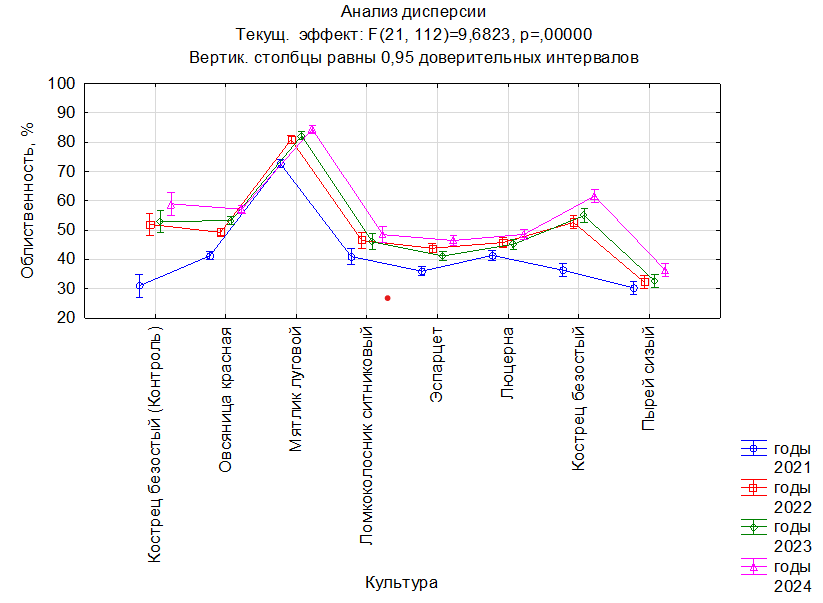 Анализ дисперсии
Текущ. эффект: F(21, 112)=9,6823, p=,00000
Вертик. столбцы равны 0,95 доверительных интервалов
100
90
80
70
60
50
40
30
20
Облиственность, %
Кострец безостый (Контроль)
Овсяница красная
Мятлик луговой
Ломкоколосник ситниковый
Эспарцет
Люцерна
Кострец безостый
Пырей сизый
Культура
годы
2021
годы
2022
годы
2023
годы
2024